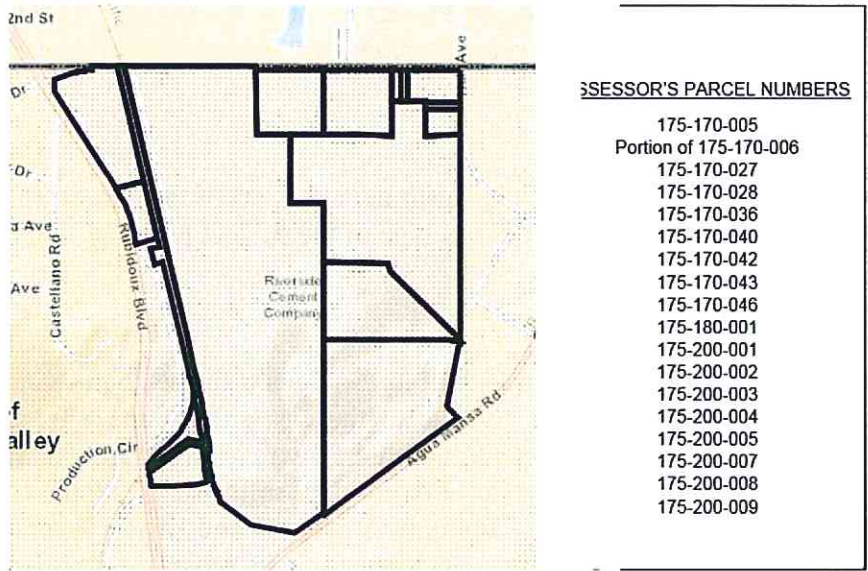 2nd St
Ave
Dr
Dr
a Ave
Ave
Castellano Rd
Rubidoux Blvd
Riverside
Cement
Company
of
alley
Production Cir
Agua Mansa Rd
SSESSOR'S PARCEL NUMBERS
175-170-005
Portion of 175-170-006
175-170-027
175-170-028
175-170-036
175-170-040
175-170-042
175-170-043
175-170-046
175-180-001
175-200-001
175-200-002
175-200-003
175-200-004
175-200-005
175-200-007
175-200-008
175-200-009